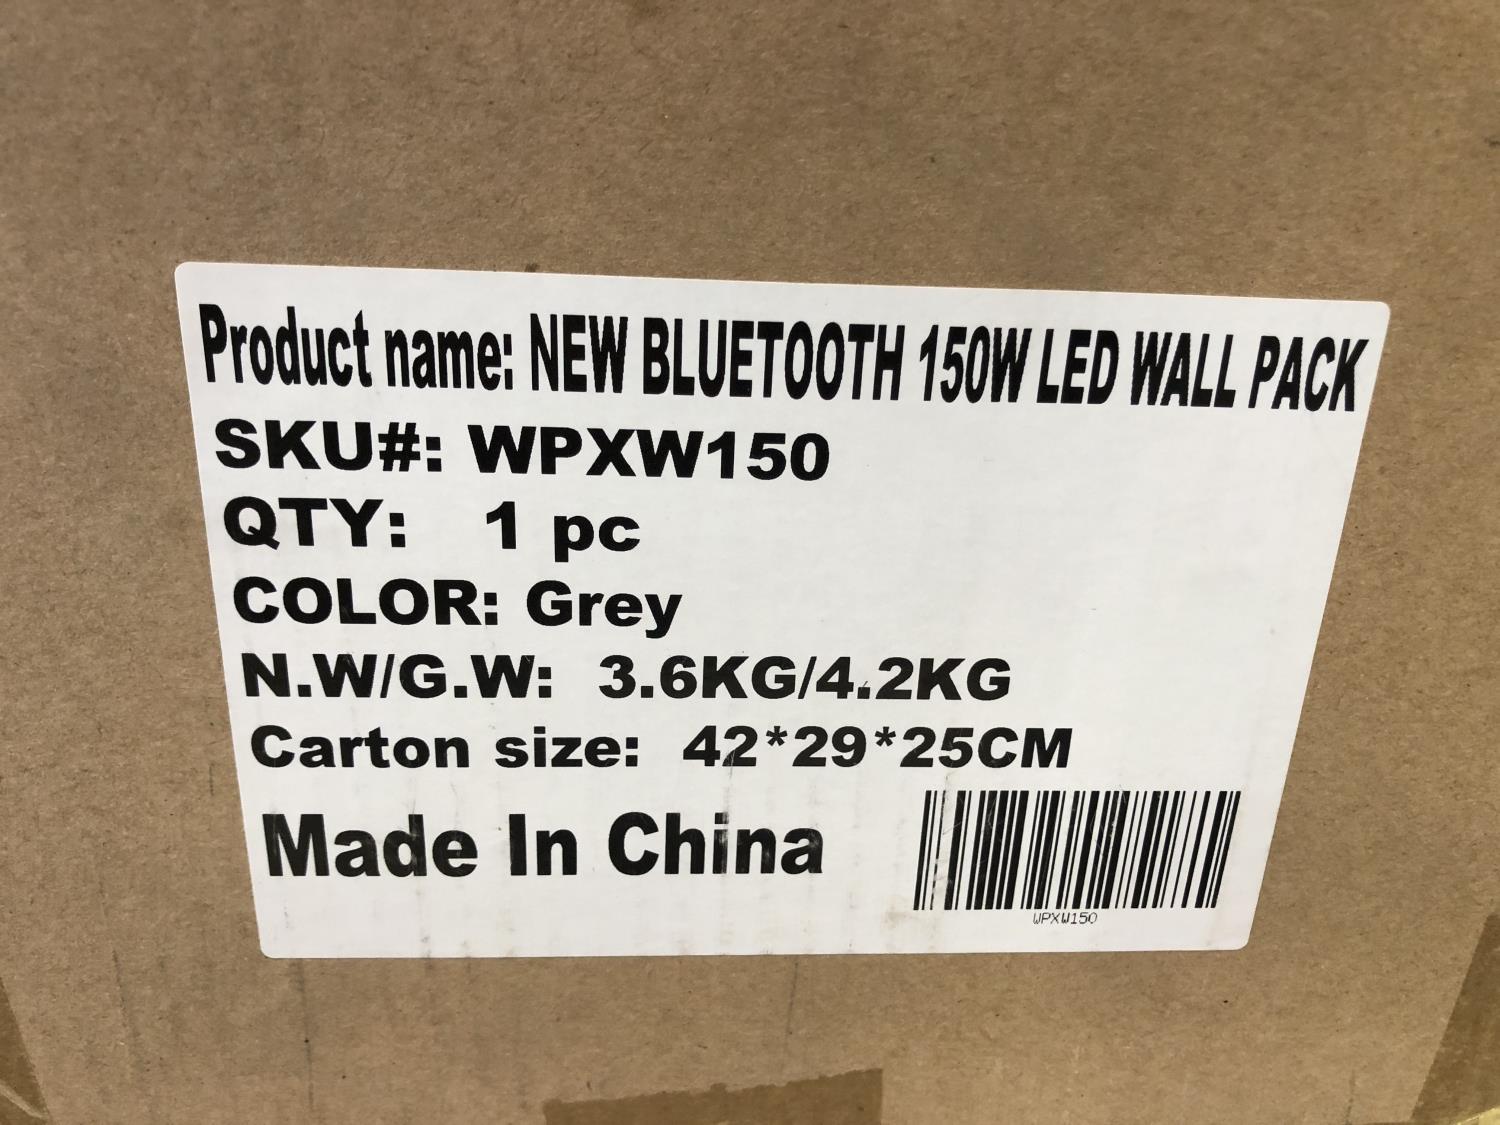 Product name: NEW BLUETOOTH 150W LED WALL PACK
SKU#: WPXW150
QTY: 1 pc
COLOR: Grey
N.W/G.W: 3.6KG/4.2KG
Carton size: 42*29*25CM
Made In China
WPXW150